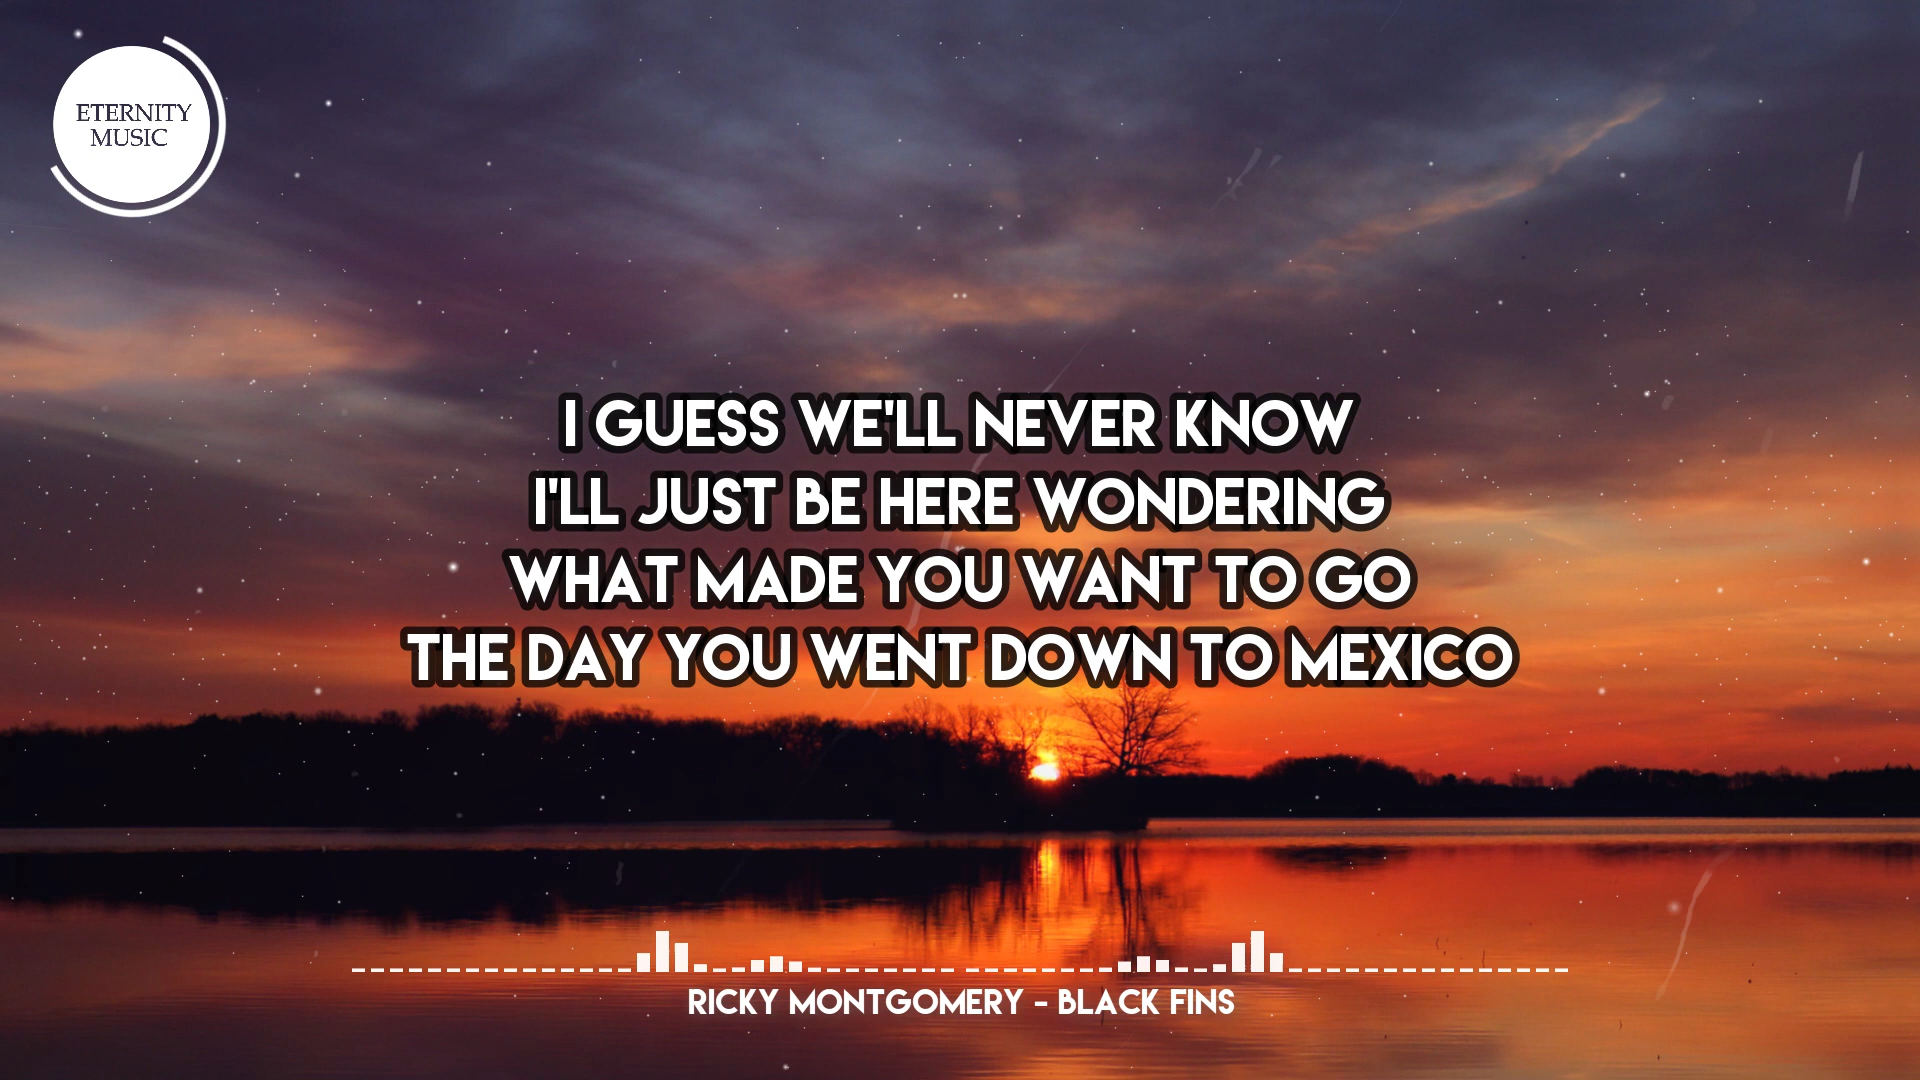 ETERNITY
MUSIC
I GUESS WE'LL NEVER KNOW
I'LL JUST BE HERE WONDERING
WHAT MADE YOU WANT TO GO
THE DAY YOU WENT DOWN TO MEXICO
RICKY MONTGOMERY - BLACK FINS